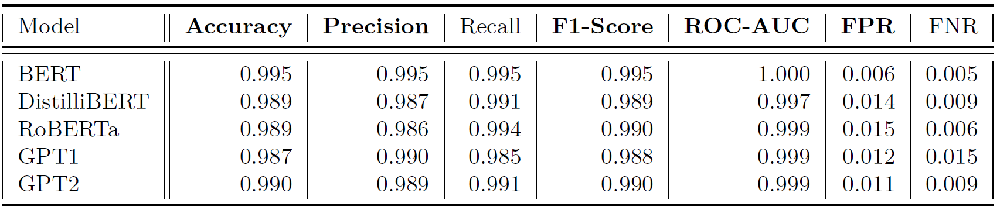 Model Accuracy Precision Recall F1-Score ROC-AUC FPR FNR
BERT 0.995 0.995 0.995 0.995 1.000 0.006 0.005
DistilliBERT 0.989 0.987 0.991 0.989 0.997 0.014 0.009
RoBERTa 0.989 0.986 0.994 0.990 0.999 0.015 0.006
GPT1 0.987 0.990 0.985 0.988 0.999 0.012 0.015
GPT2 0.990 0.989 0.991 0.990 0.999 0.011 0.009